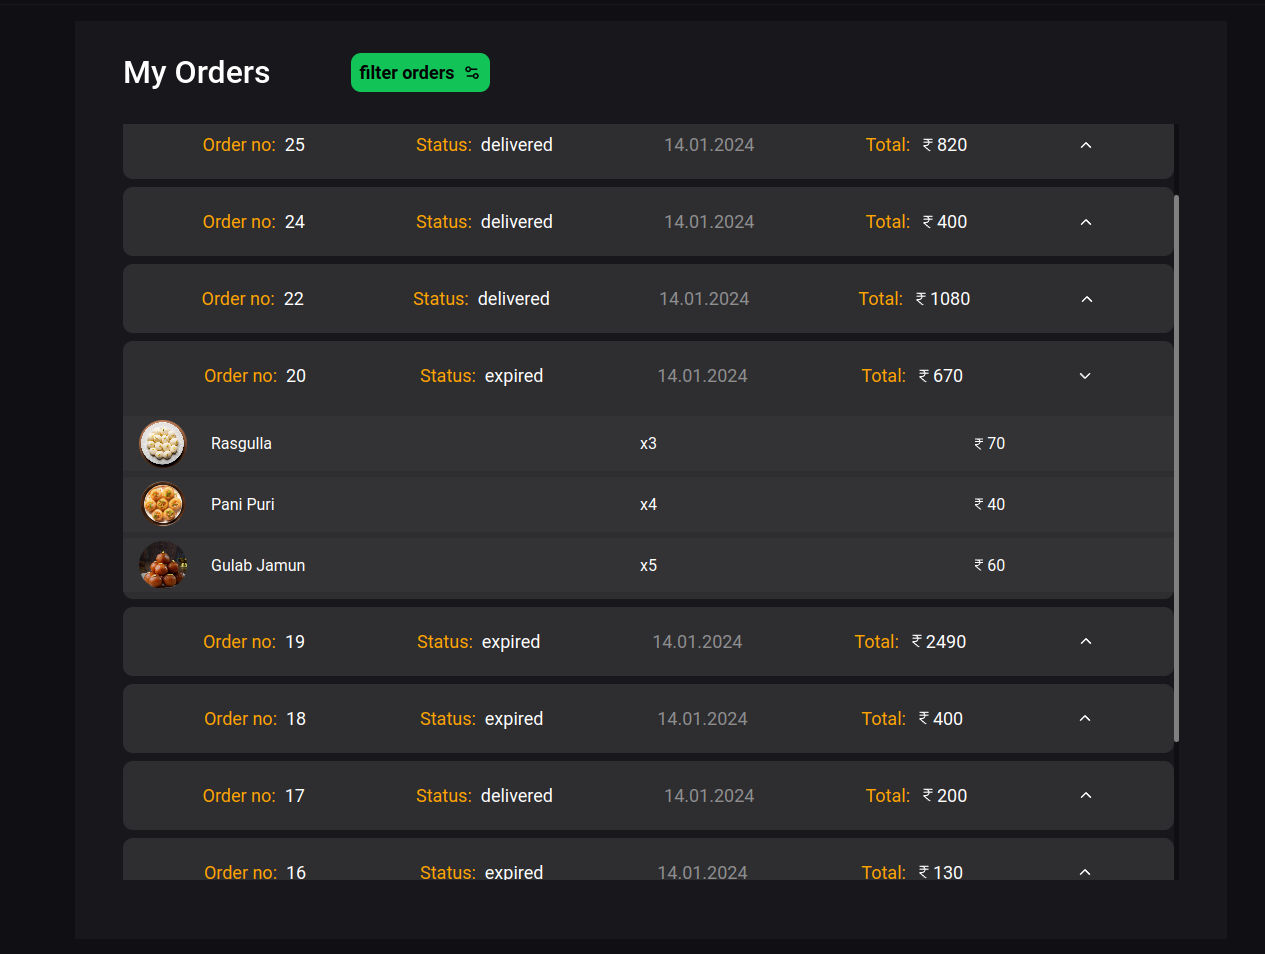 My Orders filter orders
Order no: 25 Status: delivered 14.01.2024 Total: ₹ 820
Order no: 24 Status: delivered 14.01.2024 Total: ₹ 400
Order no: 22 Status: delivered 14.01.2024 Total: ₹ 1080
Order no: 20 Status: expired 14.01.2024 Total: ₹ 670
Rasgulla x3 ₹ 70
Pani Puri x4 ₹ 40
Gulab Jamun x5 ₹ 60
Order no: 19 Status: expired 14.01.2024 Total: ₹ 2490
Order no: 18 Status: expired 14.01.2024 Total: ₹ 400
Order no: 17 Status: delivered 14.01.2024 Total: ₹ 200
Order no: 16 Status: expired 14.01.2024 Total: ₹ 130